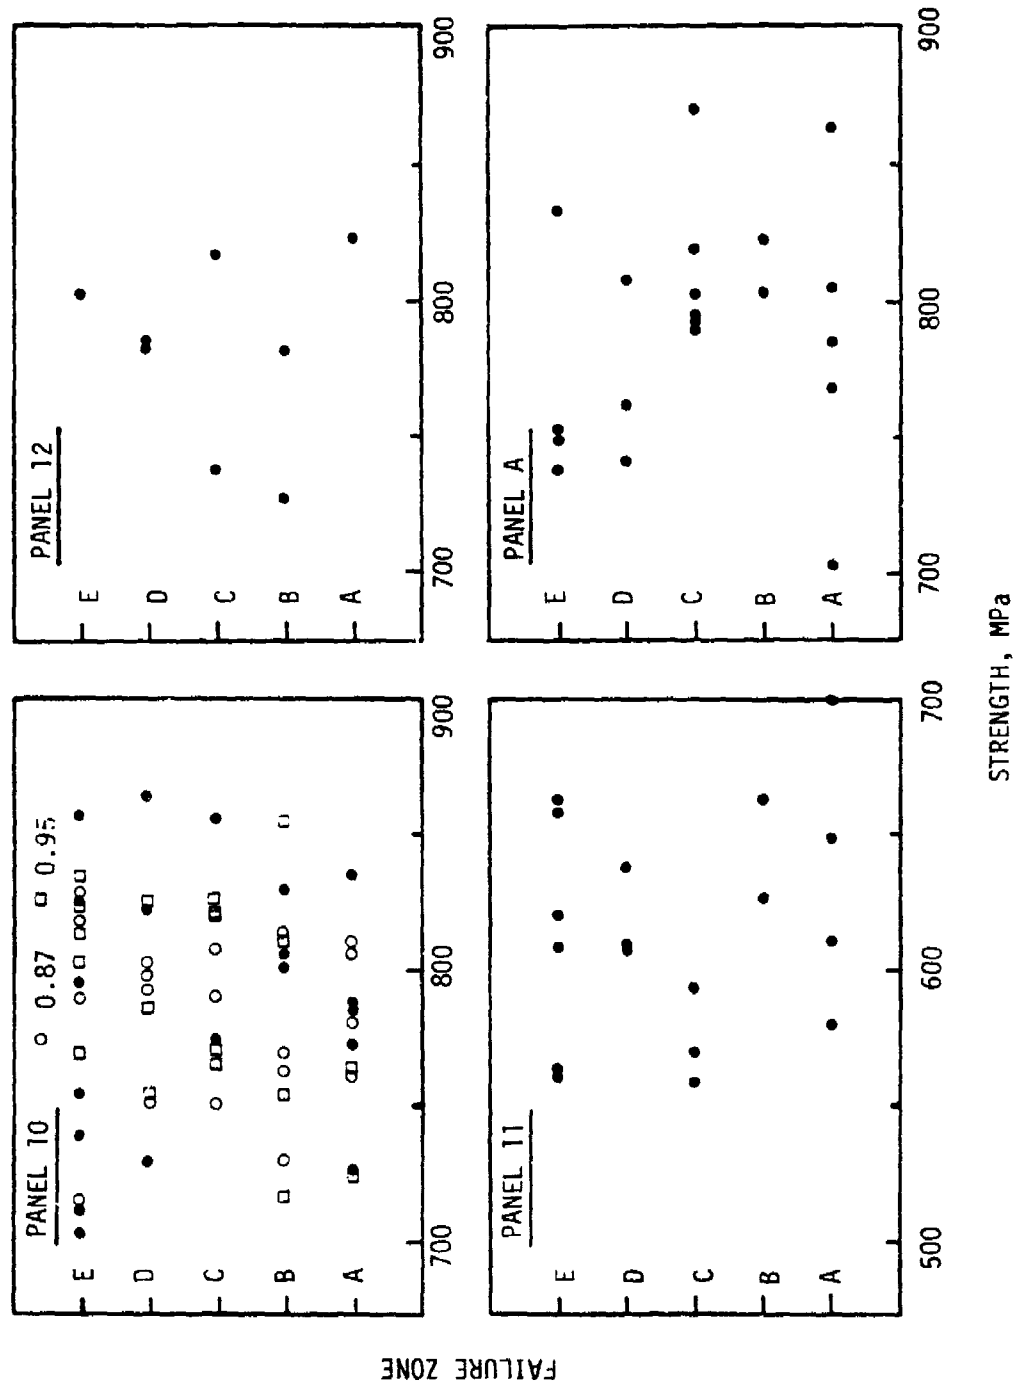 PANEL 10
○ 0.87 □ 0.95
E
D
C
B
A
700
800
900
PANEL 12
E
D
C
B
A
700
800
900
PANEL 11
E
D
C
B
A
500
600
700
PANEL A
E
D
C
B
A
700
800
900
STRENGTH, MPa
FAILURE ZONE